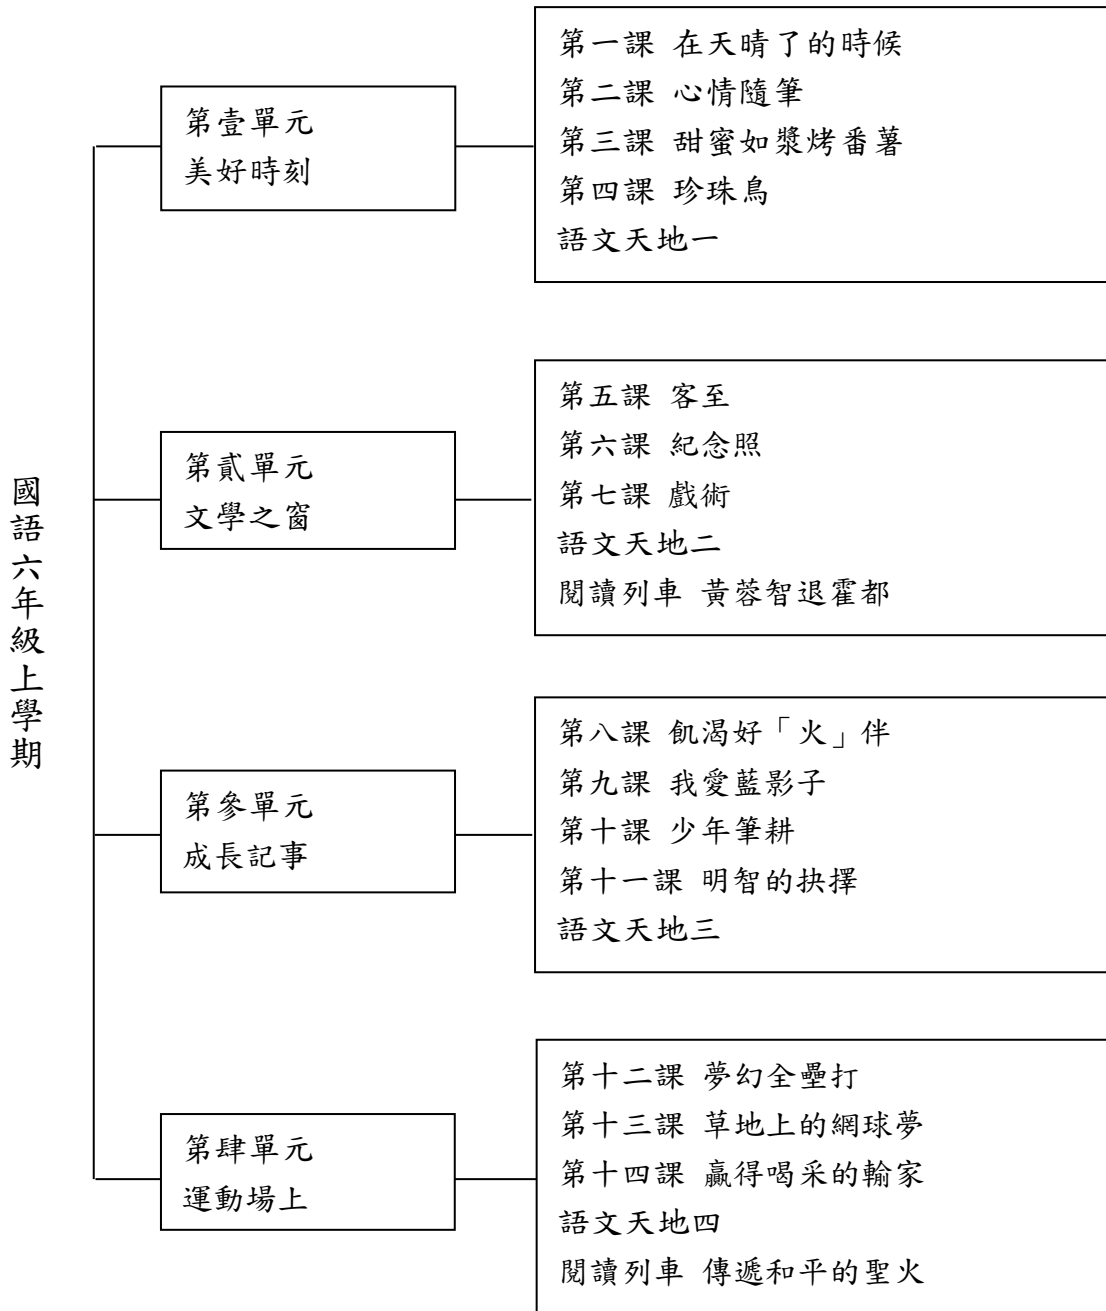 國語六年級上學期
第壹單元
美好時刻
第一課 在天晴了的時候
第二課 心情隨筆
第三課 甜蜜如漿烤番薯
第四課 珍珠鳥
語文天地一
第貳單元
文學之窗
第五課 客至
第六課 紀念照
第七課 戲術
語文天地二
閱讀列車 黃蓉智退霍都
第參單元
成長記事
第八課 飢渴好「火」伴
第九課 我愛藍影子
第十課 少年筆耕
第十一課 明智的抉擇
語文天地三
第肆單元
運動場上
第十二課 夢幻全壘打
第十三課 草地上的網球夢
第十四課 贏得喝采的輸家
語文天地四
閱讀列車 傳遞和平的聖火